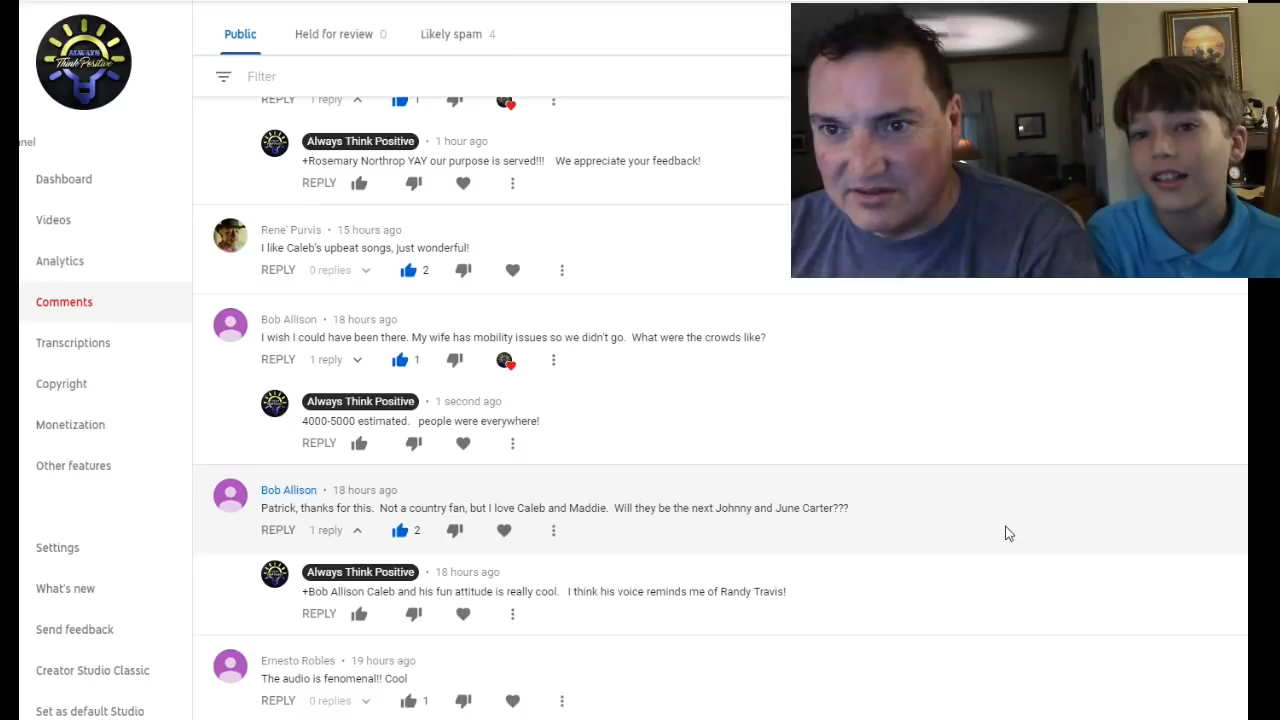 ALWAYS
Think Positive
Public
Held for review 0
Likely spam 4
Filter
nel
Dashboard
Videos
Analytics
Comments
Transcriptions
Copyright
Monetization
Other features
Settings
What's new
Send feedback
Creator Studio Classic
Set as default Studio
REPLY 1 reply 1
Always Think Positive • 1 hour ago
+Rosemary Northrop YAY our purpose is served!!! We appreciate your feedback!
REPLY
Rene' Purvis • 15 hours ago
I like Caleb's upbeat songs, just wonderful!
REPLY 0 replies 2
Bob Allison • 18 hours ago
I wish I could have been there. My wife has mobility issues so we didn't go. What were the crowds like?
REPLY 1 reply 1
Always Think Positive • 1 second ago
4000-5000 estimated. people were everywhere!
REPLY
Bob Allison • 18 hours ago
Patrick, thanks for this. Not a country fan, but I love Caleb and Maddie. Will they be the next Johnny and June Carter???
REPLY 1 reply 2
Always Think Positive • 18 hours ago
+Bob Allison Caleb and his fun attitude is really cool. I think his voice reminds me of Randy Travis!
REPLY
Ernesto Robles • 19 hours ago
The audio is fenomenal!! Cool
REPLY 0 replies 1